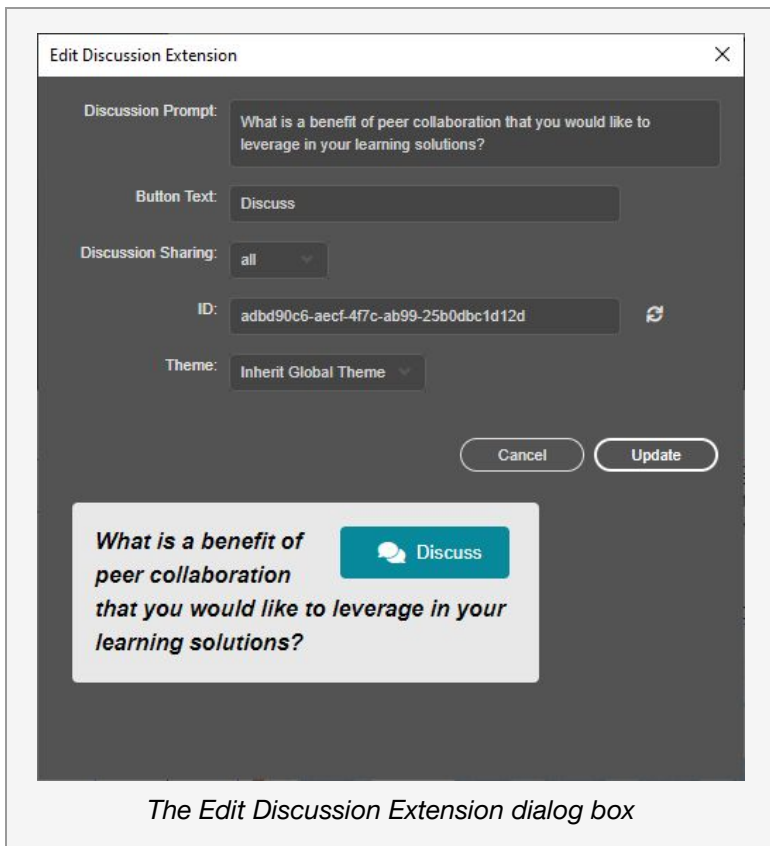 Edit Discussion Extension
Discussion Prompt:
What is a benefit of peer collaboration that you would like to
leverage in your learning solutions?
Button Text:
Discuss
Discussion Sharing:
all
ID:
adbd90c6-aecf-4f7c-ab99-25b0dbc1d12d
Theme:
Inherit Global Theme
Cancel
Update
What is a benefit of
Discuss
peer collaboration
that you would like to leverage in your
learning solutions?
The Edit Discussion Extension dialog box